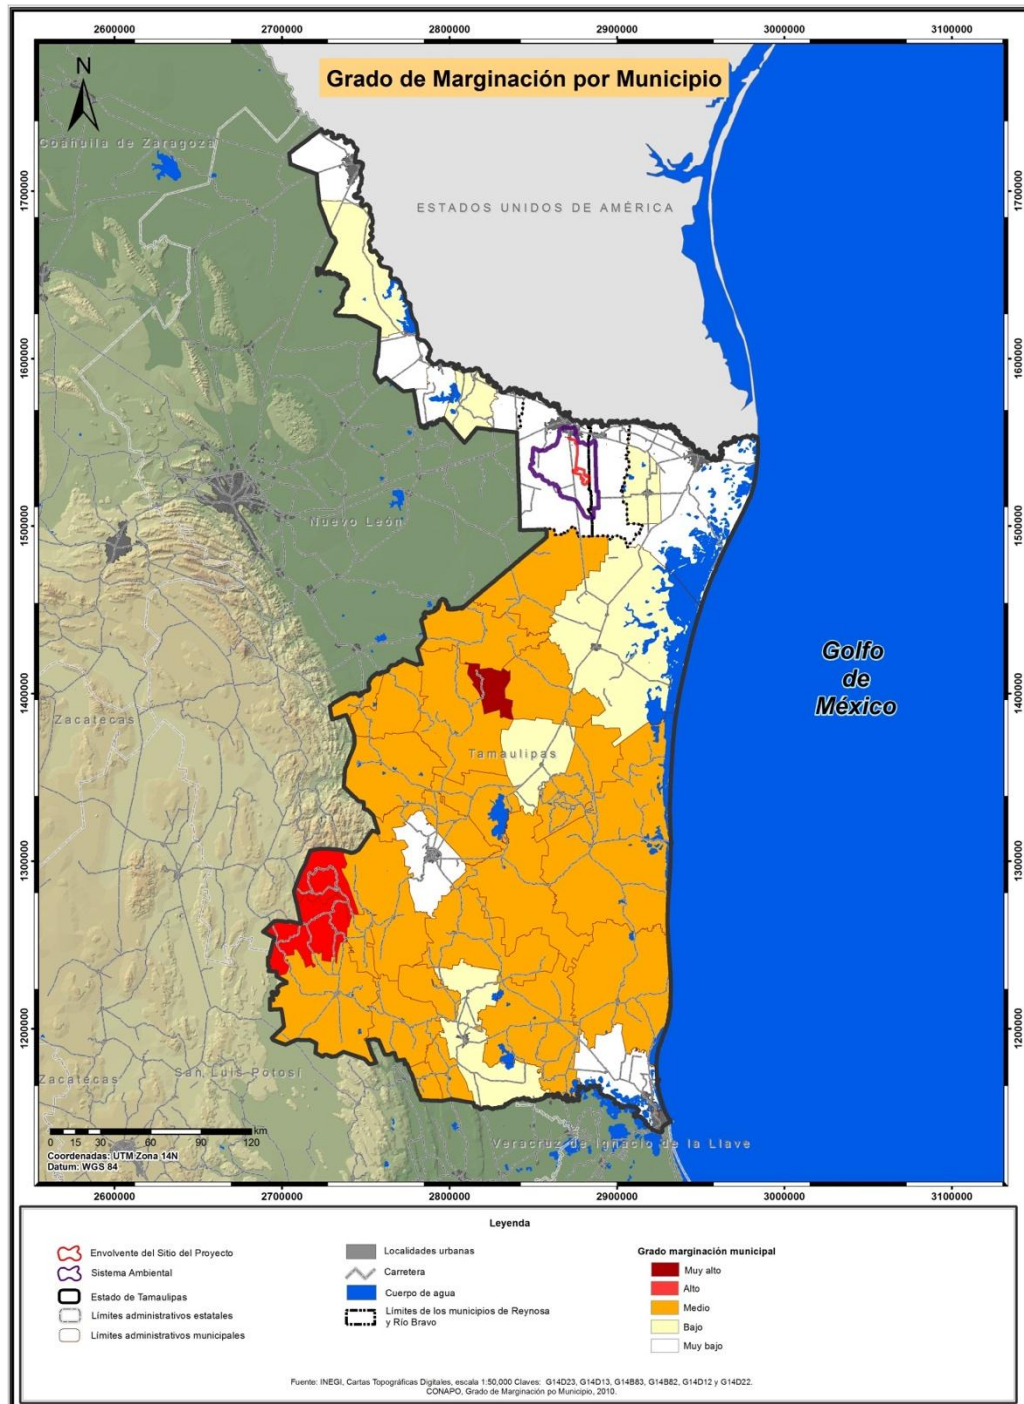 2600000 2700000 2800000 2900000 3000000 3100000
N
Grado de Marginación por Municipio
Coahuila de Zaragoza
ESTADOS UNIDOS DE AMÉRICA
1700000 1700000
1600000 1600000
1500000 1500000
Nuevo León
Golfo
de
México
1400000 1400000
Zacatecas
Tamaulipas
1300000 1300000
1200000 1200000
Zacatecas
San Luis Potosí
Veracruz de Ignacio de la Llave
km
0 15 30 60 90 120
Coordenadas: UTM Zona 14N
Datum: WGS 84
2600000 2700000 2800000 2900000 3000000 3100000
Leyenda
Envolvente del Sitio del Proyecto
Sistema Ambiental
Estado de Tamaulipas
Límites administrativos estatales
Límites administrativos municipales
Localidades urbanas
Carretera
Cuerpo de agua
Límites de los municipios de Reynosa
y Río Bravo
Grado marginación municipal
Muy alto
Alto
Medio
Bajo
Muy bajo
Fuente: INEGI, Cartas Topográficas Digitales, escala 1:50,000 Claves: G14D23, G14D13, G14B83, G14B82, G14D12 y G14D22.
CONAPO, Grado de Marginación po Municipio, 2010.